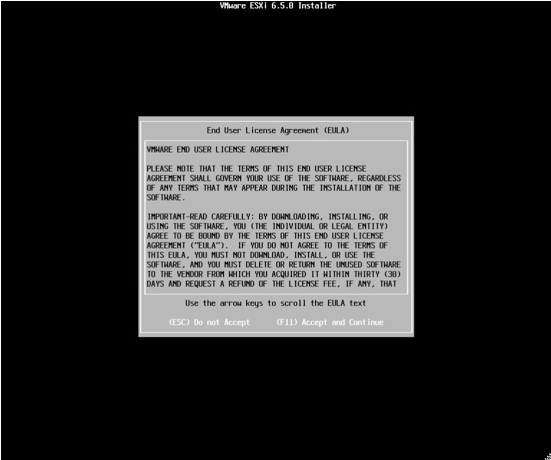 VMware ESXi 6.5.0 Installer
End User License Agreement (EULA)
VMWARE END USER LICENSE AGREEMENT
PLEASE NOTE THAT THE TERMS OF THIS END USER LICENSE
AGREEMENT SHALL GOVERN YOUR USE OF THE SOFTWARE, REGARDLESS
OF ANY TERMS THAT MAY APPEAR DURING THE INSTALLATION OF THE
SOFTWARE.
IMPORTANT-READ CAREFULLY: BY DOWNLOADING, INSTALLING, OR
USING THE SOFTWARE, YOU (THE INDIVIDUAL OR LEGAL ENTITY)
AGREE TO BE BOUND BY THE TERMS OF THIS END USER LICENSE
AGREEMENT ("EULA"). IF YOU DO NOT AGREE TO THE TERMS OF
THIS EULA, YOU MUST NOT DOWNLOAD, INSTALL, OR USE THE
SOFTWARE, AND YOU MUST DELETE OR RETURN THE UNUSED SOFTWARE
TO THE VENDOR FROM WHICH YOU ACQUIRED IT WITHIN THIRTY (30)
DAYS AND REQUEST A REFUND OF THE LICENSE FEE, IF ANY, THAT
Use the arrow keys to scroll the EULA text
(ESC) Do not Accept (F11) Accept and Continue